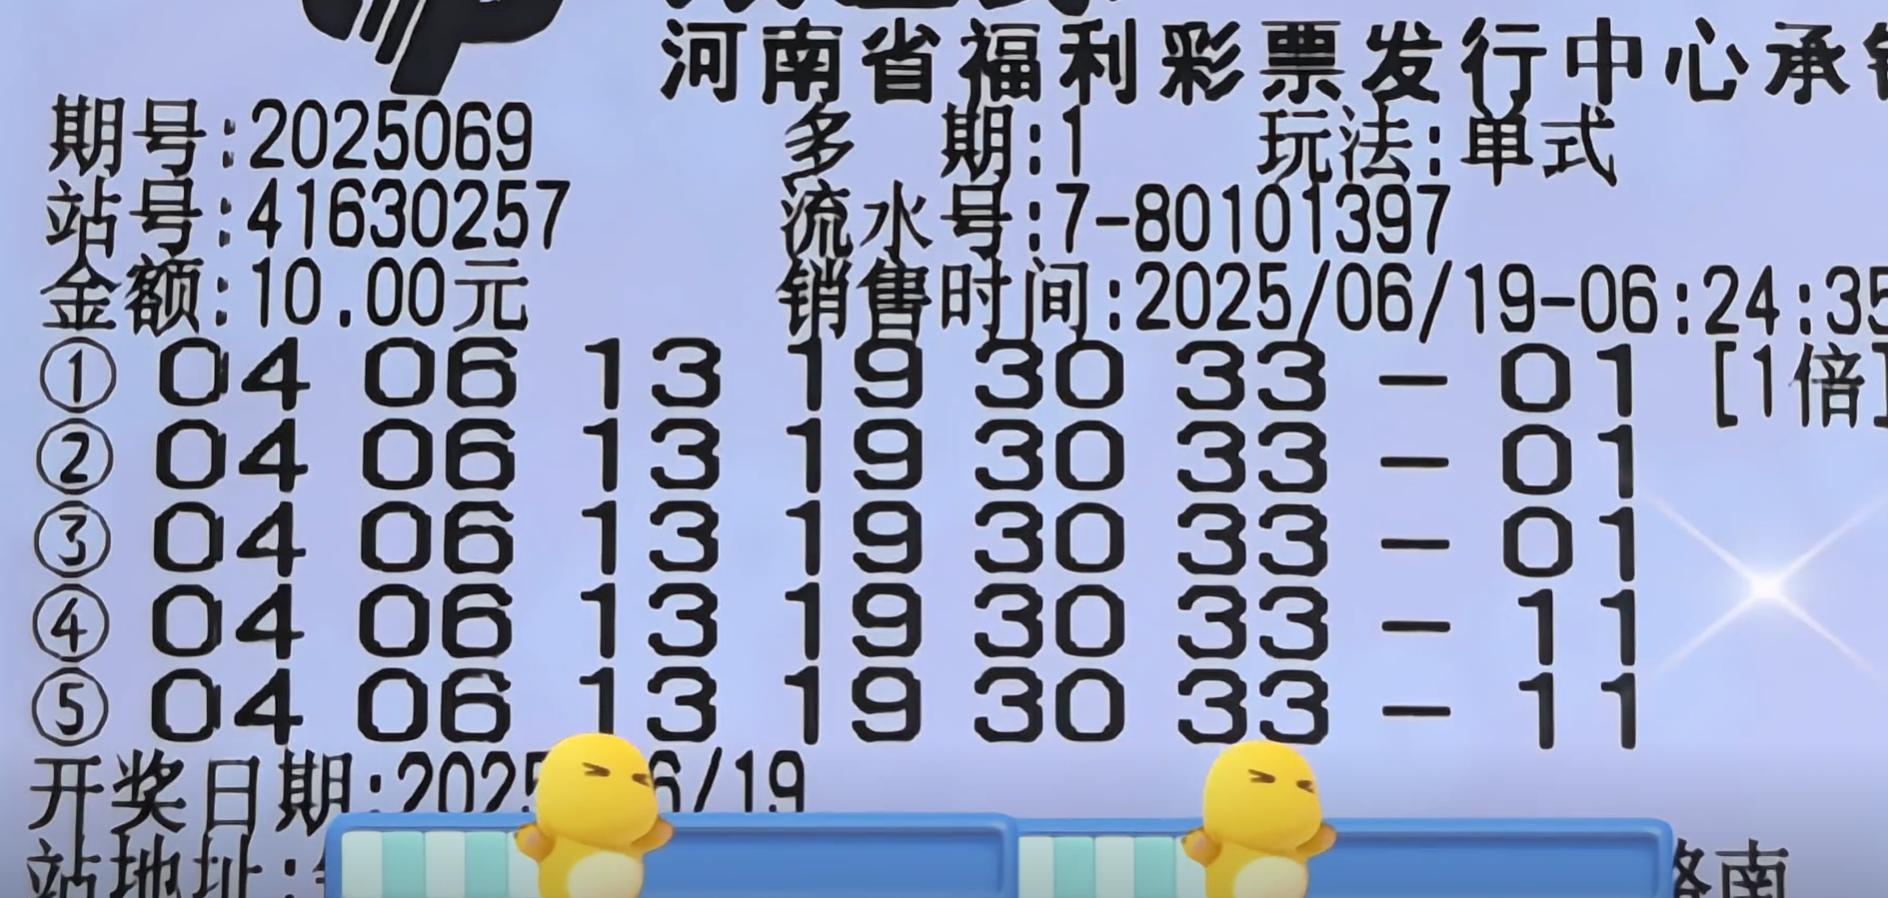 河南省福利彩票发行中心承
期号:2025069 多 期:1 玩法:单式
站号:41630257 流水号:7-80101397
金额:10.00元 销售时间:2025/06/19-06:24:35
① 04 06 13 19 30 33 - 01 [1倍]
② 04 06 13 19 30 33 - 01
③ 04 06 13 19 30 33 - 01
④ 04 06 13 19 30 33 - 11
⑤ 04 06 13 19 30 33 - 11
开奖日期:2025 6/19
站地址: 路南